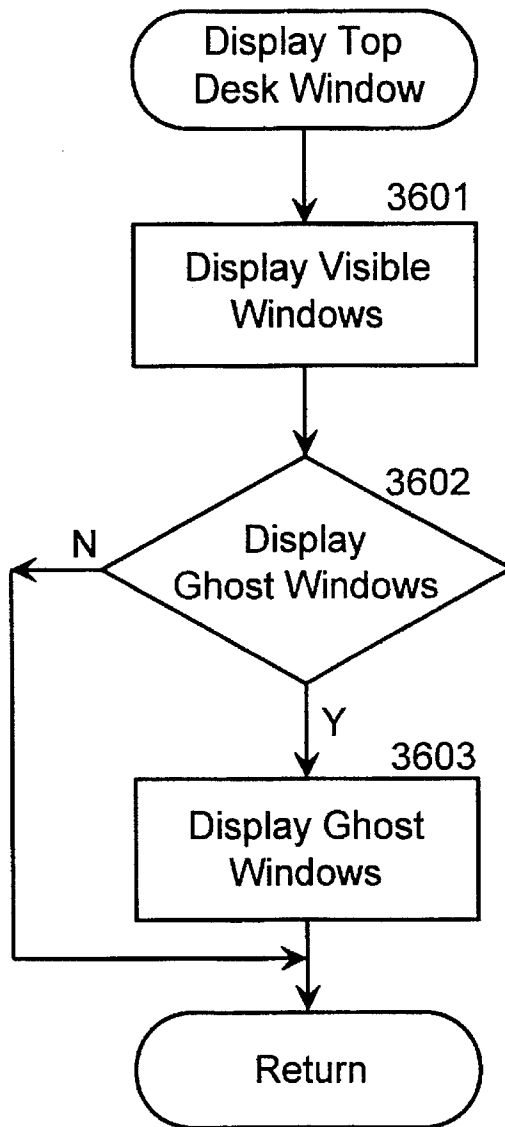 Display Top
Desk Window
3601
Display Visible
Windows
3602
N
Display
Ghost Windows
Y
3603
Display Ghost
Windows
Return